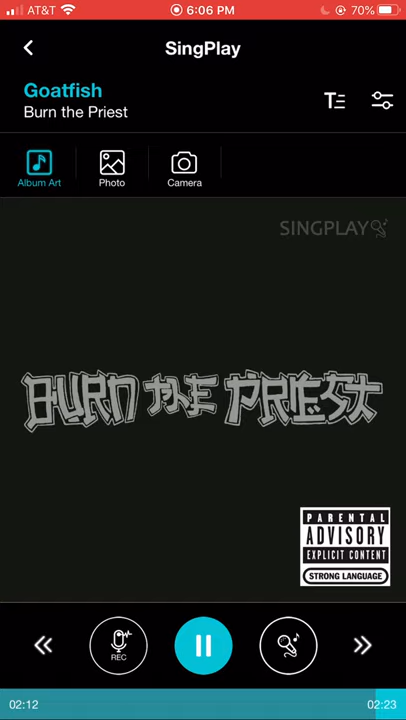 AT&T 6:06 PM 70%
SingPlay
Goatfish
Burn the Priest
T
Album Art Photo Camera
SINGPLAY
BURN THE PRIEST
PARENTAL
ADVISORY
EXPLICIT CONTENT
STRONG LANGUAGE
REC
02:12 02:23